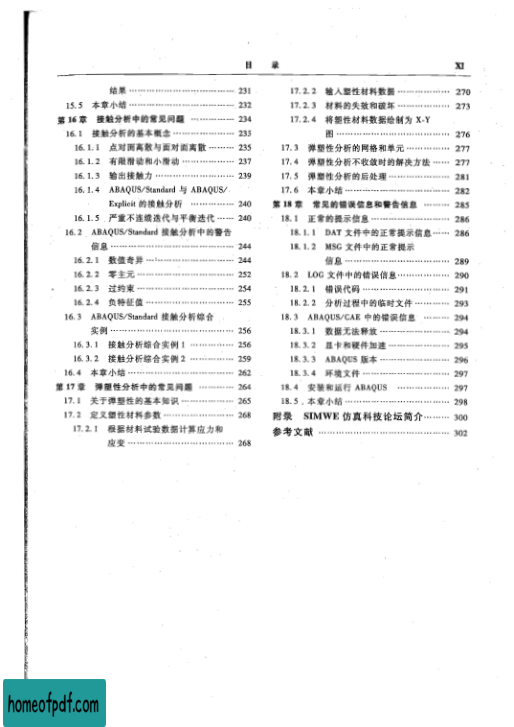 目 录 XI
结果 …… 231
15.5 本章小结 …… 232
第 16 章 接触分析中的常见问题 …… 234
16.1 接触分析的基本概念 …… 235
16.1.1 点对面离散与面对面离散 …… 235
16.1.2 有限滑动和小滑动 …… 237
16.1.3 输出接触力 …… 239
16.1.4 ABAQUS/Standard 与 ABAQUS/
Explicit 的接触分析 …… 240
16.1.5 严重不连续迭代与平衡迭代 …… 240
16.2 ABAQUS/Standard 接触分析中的警告
信息 …… 244
16.2.1 数值奇异 …… 244
16.2.2 零主元 …… 252
16.2.3 过约束 …… 254
16.2.4 负特征值 …… 255
16.3 ABAQUS/Standard 接触分析综合
实例 …… 256
16.3.1 接触分析综合实例 1 …… 256
16.3.2 接触分析综合实例 2 …… 259
16.4 本章小结 …… 262
第 17 章 弹塑性分析中的常见问题 …… 264
17.1 关于弹塑性的基本知识 …… 265
17.2 定义塑性材料参数 …… 268
17.2.1 根据材料试验数据计算应力和
应变 …… 268
17.2.2 输入塑性材料数据 …… 270
17.2.3 材料的失效和破坏 …… 273
17.2.4 将塑性材料数据绘制为 X-Y
图 …… 276
17.3 弹塑性分析的网格和单元 …… 277
17.4 弹塑性分析不收敛时的解决方法 …… 277
17.5 弹塑性分析的后处理 …… 281
17.6 本章小结 …… 282
第 18 章 常见的错误信息和警告信息 …… 285
18.1 正常的提示信息 …… 286
18.1.1 DAT 文件中的正常提示信息 …… 286
18.1.2 MSG 文件中的正常提示
信息 …… 289
18.2 LOG 文件中的错误信息 …… 290
18.2.1 错误代码 …… 291
18.2.2 分析过程中的临时文件 …… 293
18.3 ABAQUS/CAE 中的错误信息 …… 294
18.3.1 数据无法释放 …… 294
18.3.2 显卡和硬件加速 …… 295
18.3.3 ABAQUS 版本 …… 296
18.3.4 环境文件 …… 297
18.4 安装和运行 ABAQUS …… 297
18.5 本章小结 …… 298
附录 SIMWE 仿真科技论坛简介 …… 300
参考文献 …… 302
homeofpdf.com